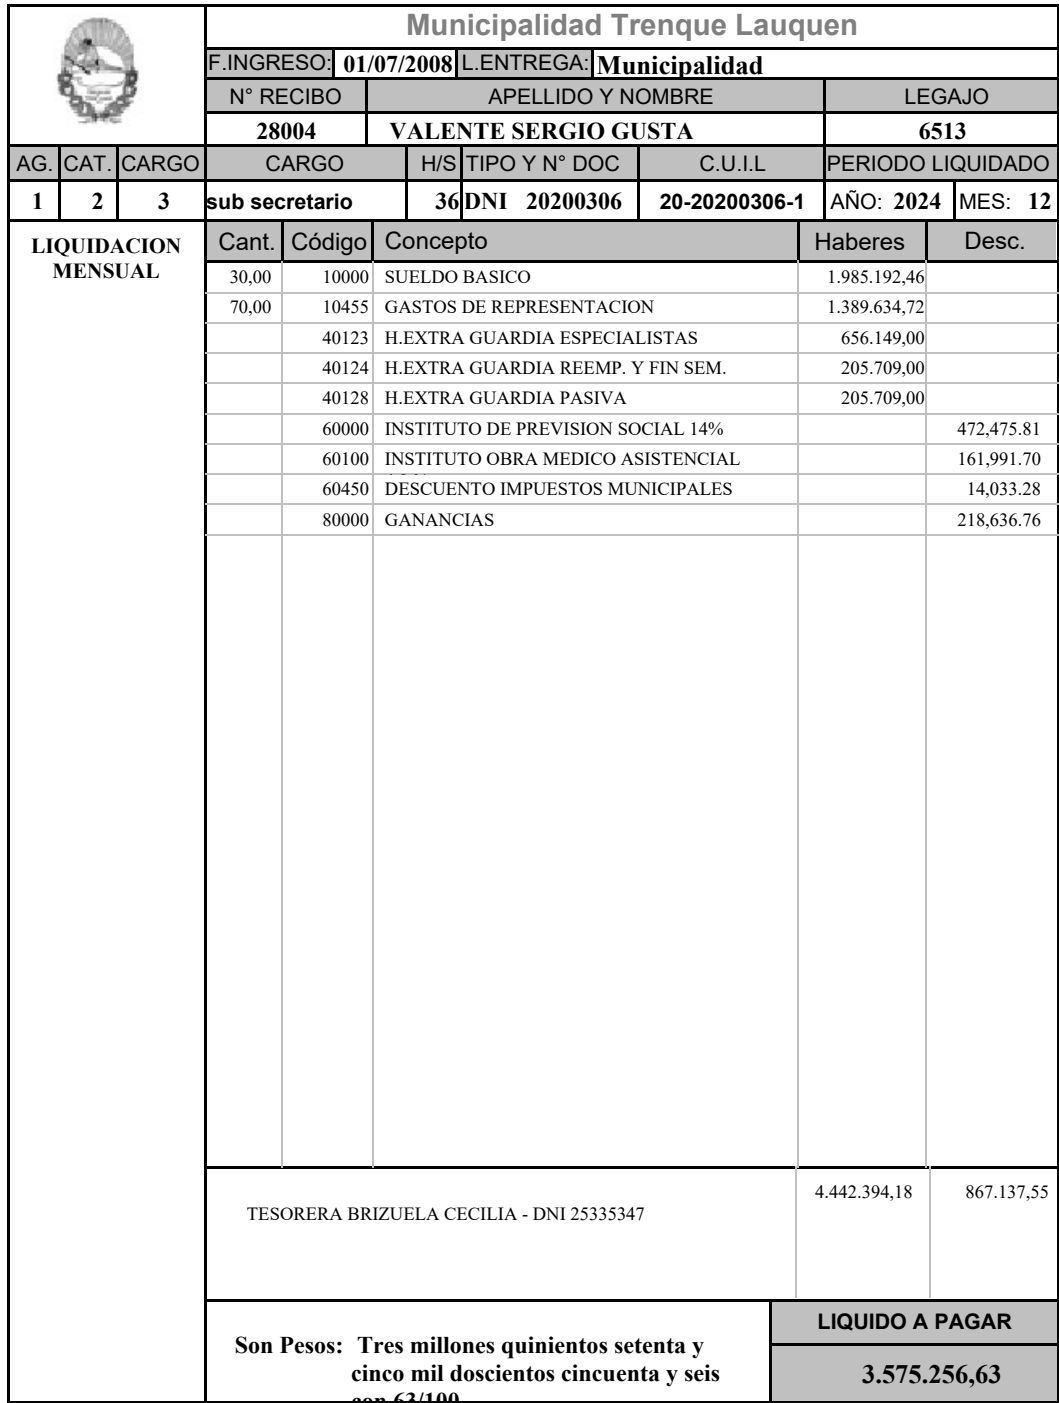 Municipalidad Trenque Lauquen
F.INGRESO: 01/07/2008 L.ENTREGA: Municipalidad
N° RECIBO APELLIDO Y NOMBRE LEGAJO
28004 VALENTE SERGIO GUSTA 6513
AG. CAT. CARGO CARGO H/S TIPO Y N° DOC C.U.I.L PERIODO LIQUIDADO
1 2 3 sub secretario 36 DNI 20200306 20-20200306-1 AÑO: 2024 MES: 12
LIQUIDACION
MENSUAL
Cant. Código Concepto Haberes Desc.
30,00 10000 SUELDO BASICO 1.985.192,46
70,00 10455 GASTOS DE REPRESENTACION 1.389.634,72
40123 H.EXTRA GUARDIA ESPECIALISTAS 656.149,00
40124 H.EXTRA GUARDIA REEMP. Y FIN SEM. 205.709,00
40128 H.EXTRA GUARDIA PASIVA 205.709,00
60000 INSTITUTO DE PREVISION SOCIAL 14% 472,475.81
60100 INSTITUTO OBRA MEDICO ASISTENCIAL 161,991.70
60450 DESCUENTO IMPUESTOS MUNICIPALES 14,033.28
80000 GANANCIAS 218,636.76
4.442.394,18 867.137,55
TESORERA BRIZUELA CECILIA - DNI 25335347
LIQUIDO A PAGAR
Son Pesos: Tres millones quinientos setenta y
cinco mil doscientos cincuenta y seis
con 63/100
3.575.256,63